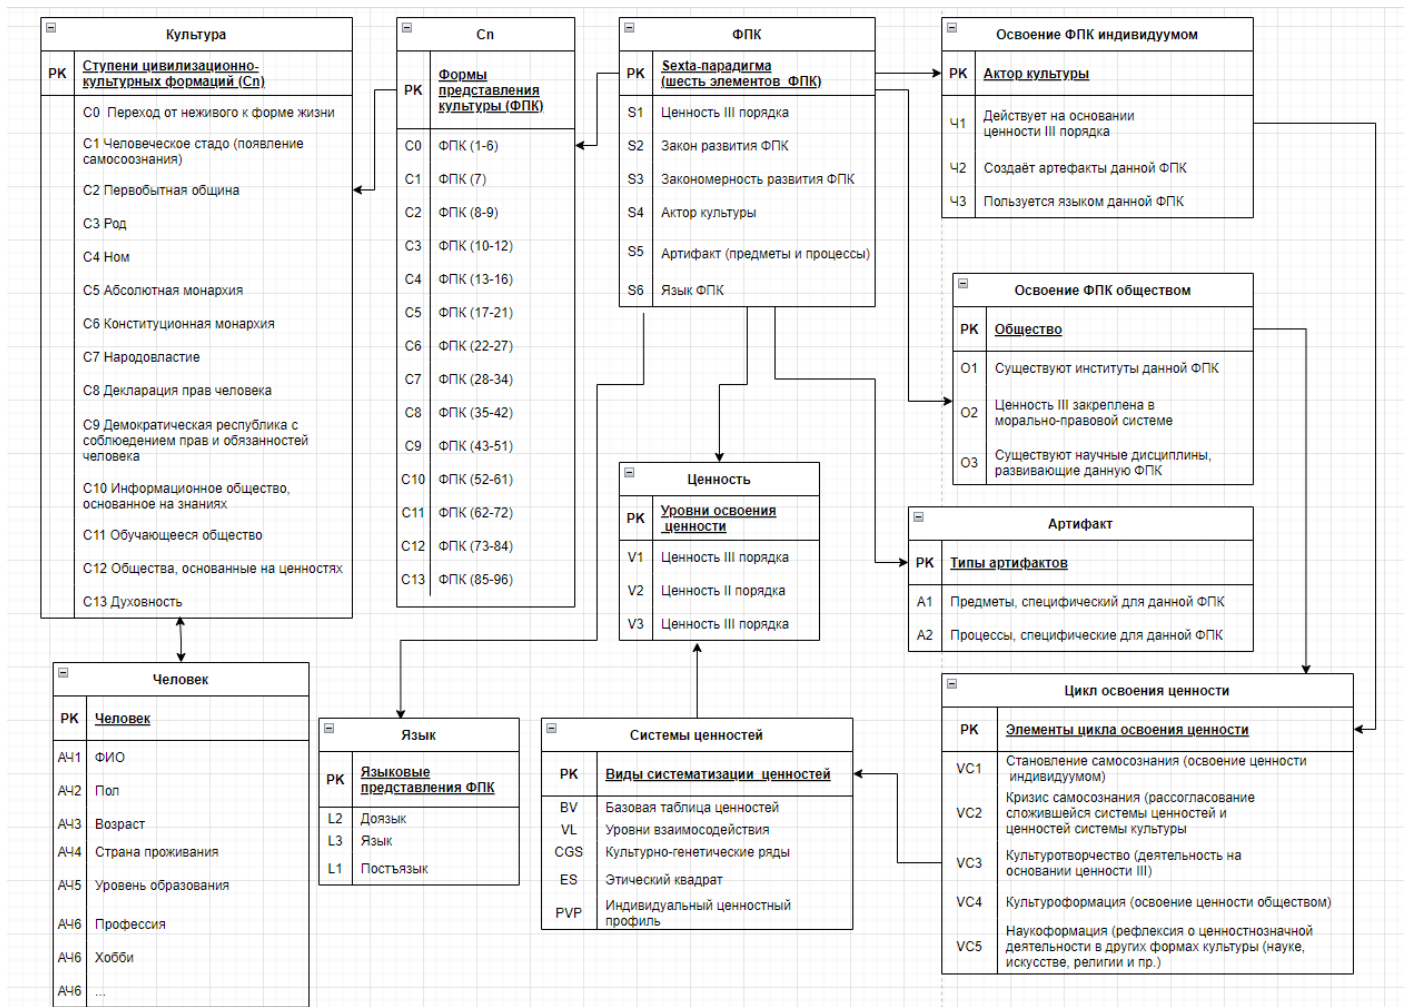 Культура
PK Ступени цивилизационно-
культурных формаций (Cn)
C0 Переход от неживого к форме жизни
C1 Человеческое стадо (появление
самосоознания)
C2 Первобытная община
C3 Род
C4 Ном
C5 Абсолютная монархия
C6 Конституционная монархия
C7 Народовластие
C8 Декларация прав человека
C9 Демократическая республика с
соблюедением прав и обязанностей
человека
C10 Информационное общество,
основанное на знаниях
C11 Обучающееся общество
C12 Общества, основанные на ценностях
C13 Духовность
Cn
PK Формы
представления
культуры (ФПК)
C0 ФПК (1-6)
C1 ФПК (7)
C2 ФПК (8-9)
C3 ФПК (10-12)
C4 ФПК (13-16)
C5 ФПК (17-21)
C6 ФПК (22-27)
C7 ФПК (28-34)
C8 ФПК (35-42)
C9 ФПК (43-51)
C10 ФПК (52-61)
C11 ФПК (62-72)
C12 ФПК (73-84)
C13 ФПК (85-96)
ФПК
PK Sexta-парадигма
(шесть элементов ФПК)
S1 Ценность III порядка
S2 Закон развития ФПК
S3 Закономерность развития ФПК
S4 Актор культуры
S5 Артифакт (предметы и процессы)
S6 Язык ФПК
Освоение ФПК индивидуумом
PK Актор культуры
Ч1 Действует на основании
ценности III порядка
Ч2 Создаёт артефакты данной ФПК
Ч3 Пользуется языком данной ФПК
Освоение ФПК обществом
PK Общество
О1 Существуют институты данной ФПК
О2 Ценность III закреплена в
морально-правовой системе
О3 Существуют научные дисциплины,
развивающие данную ФПК
Ценность
PK Уровни освоения
ценности
V1 Ценность III порядка
V2 Ценность II порядка
V3 Ценность III порядка
Артифакт
PK Типы артифактов
A1 Предметы, специфический для данной ФПК
A2 Процессы, специфические для данной ФПК
Человек
PK Человек
АЧ1 ФИО
АЧ2 Пол
АЧ3 Возраст
АЧ4 Страна проживания
АЧ5 Уровень образования
АЧ6 Профессия
АЧ6 Хобби
АЧ6 ...
Язык
PK Языковые
представления ФПК
L2 Доязык
L3 Язык
L1 Постъязык
Системы ценностей
PK Виды систематизации ценностей
BV Базовая таблица ценностей
VL Уровни взаимосодействия
CGS Культурно-генетические ряды
ES Этический квадрат
PVP Индивидуальный ценностный
профиль
Цикл освоения ценности
PK Элементы цикла освоения ценности
VC1 Становление самосознания (освоение ценности
индивидуумом)
VC2 Кризис самосознания (рассогласование
сложившейся системы ценностей и
ценностей системы культуры
VC3 Культуротворчество (деятельность на
основании ценности III)
VC4 Культуроформация (освоение ценности обществом)
VC5 Наукоформация (рефлексия о ценностнозначной
деятельности в других формах культуры (науке,
искусстве, религии и пр.)